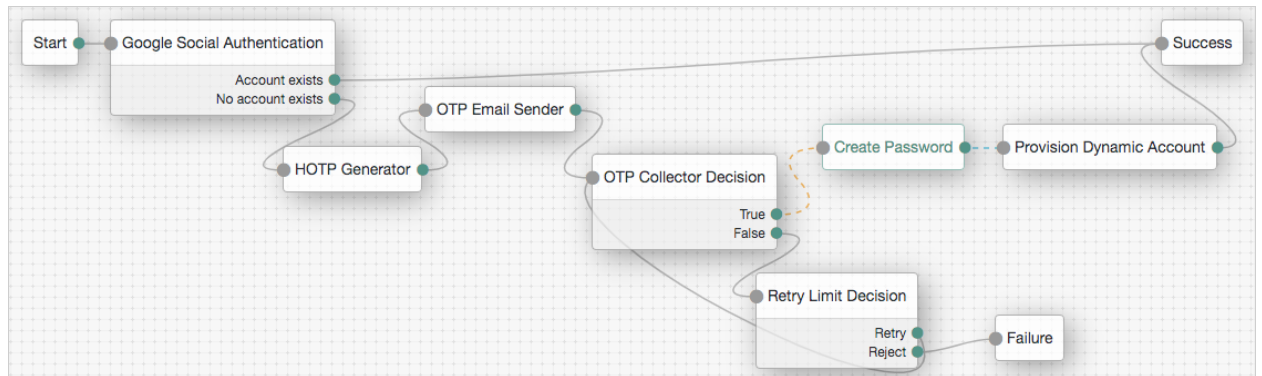 Start
Google Social Authentication
Account exists
No account exists
HOTP Generator
OTP Email Sender
OTP Collector Decision
True
False
Retry Limit Decision
Retry
Reject
Failure
Create Password
Provision Dynamic Account
Success